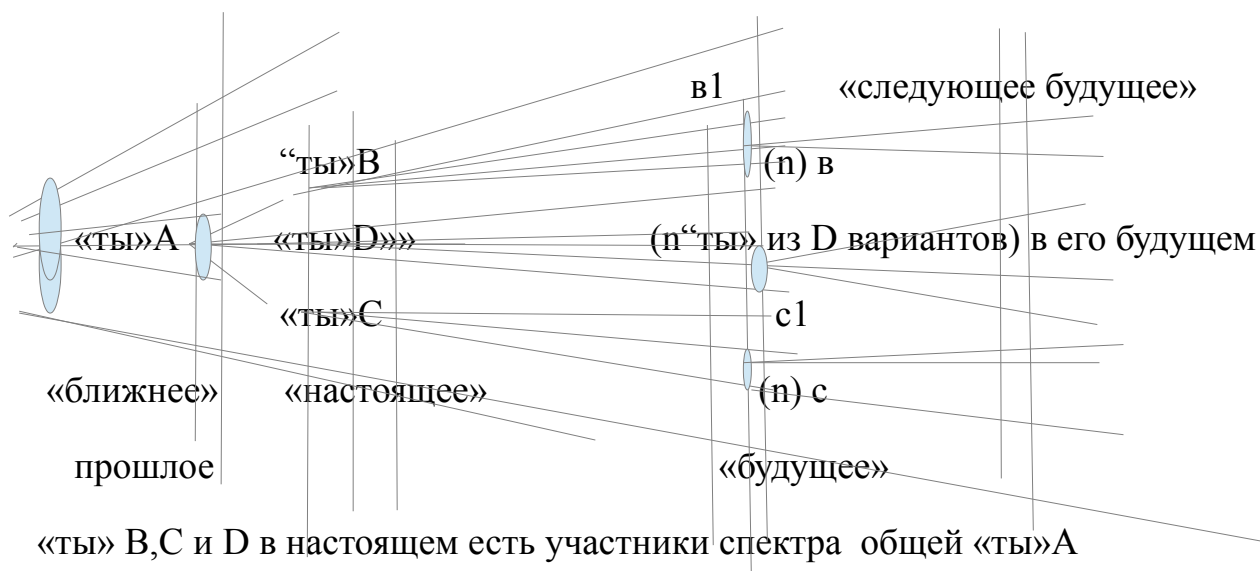 в1 «следующее будущее»
“ты»В (n) в
«ты»А «ты»D»» (n“ты» из D вариантов) в его будущем
«ты»С с1
«ближнее» «настоящее» (n) с
прошлое «будущее»
«ты» В,С и D в настоящем есть участники спектра общей «ты»А